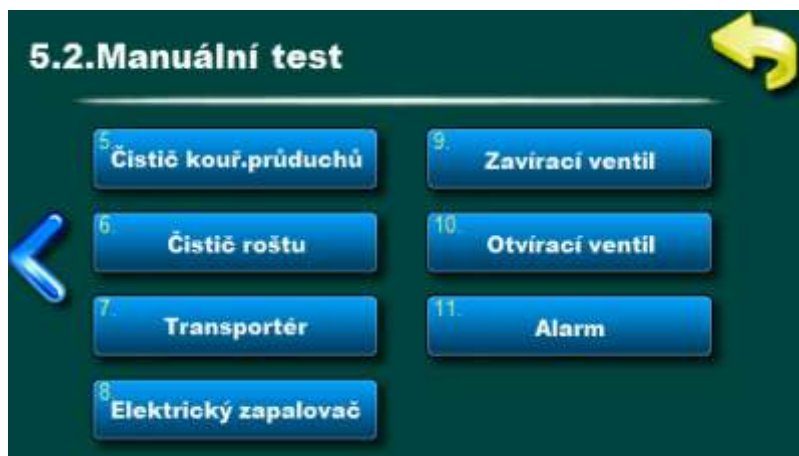 5.2.Manuální test
5. Čistič kouř.průduchů
6. Čistič roštu
7. Transportér
8. Elektrický zapalovač
9. Zavírací ventil
10. Otvírací ventil
11. Alarm